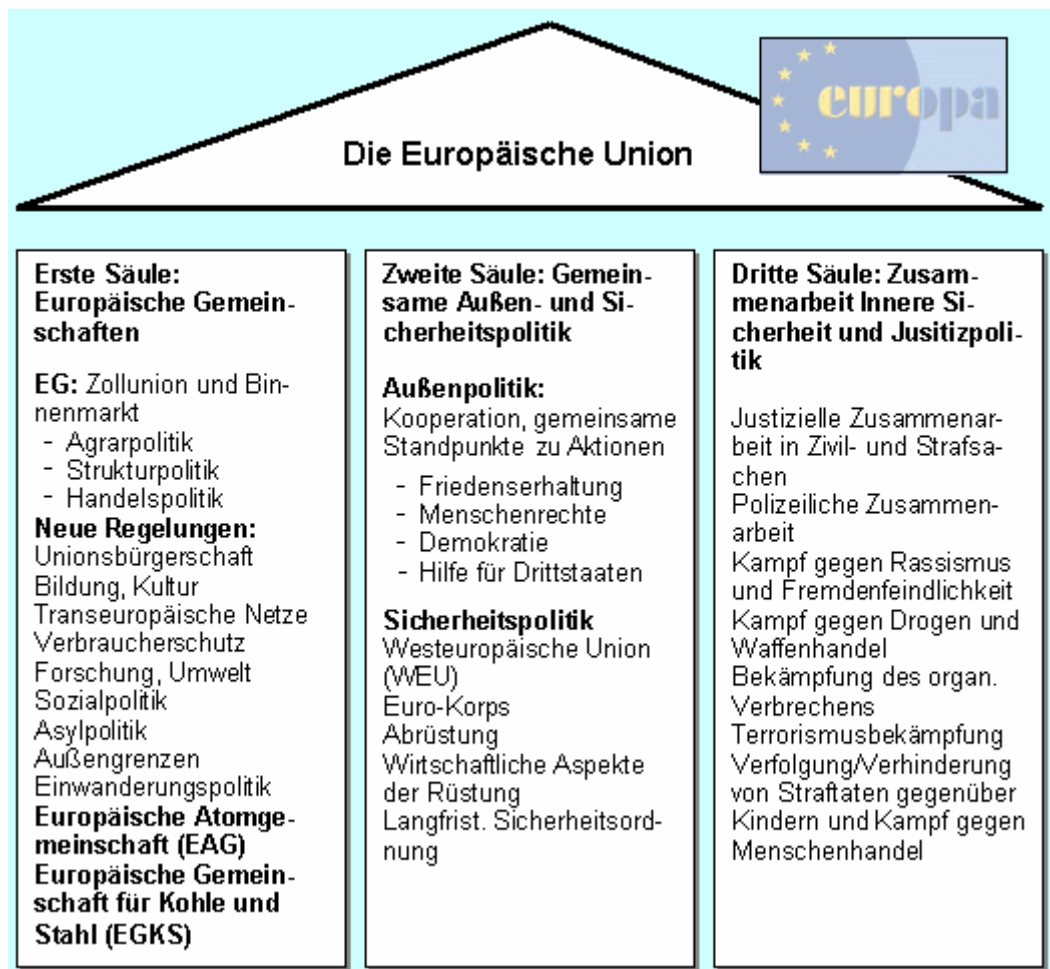 europa
Die Europäische Union
Erste Säule:
Europäische Gemein-
schaften
EG: Zollunion und Bin-
nenmarkt
- Agrarpolitik
- Strukturpolitik
- Handelspolitik
Neue Regelungen:
Unionsbürgerschaft
Bildung, Kultur
Transeuropäische Netze
Verbraucherschutz
Forschung, Umwelt
Sozialpolitik
Asylpolitik
Außengrenzen
Einwanderungspolitik
Europäische Atomge-
meinschaft (EAG)
Europäische Gemein-
schaft für Kohle und
Stahl (EGKS)
Zweite Säule: Gemein-
same Außen- und Si-
cherheitspolitik
Außenpolitik:
Kooperation, gemeinsame
Standpunkte zu Aktionen
- Friedenserhaltung
- Menschenrechte
- Demokratie
- Hilfe für Drittstaaten
Sicherheitspolitik
Westeuropäische Union
(WEU)
Euro-Korps
Abrüstung
Wirtschaftliche Aspekte
der Rüstung
Langfrist. Sicherheitsord-
nung
Dritte Säule: Zusam-
menarbeit Innere Si-
cherheit und Jusitizpoli-
tik
Justizielle Zusammenar-
beit in Zivil- und Strafsa-
chen
Polizeiliche Zusammen-
arbeit
Kampf gegen Rassismus
und Fremdenfeindlichkeit
Kampf gegen Drogen und
Waffenhandel
Bekämpfung des organ.
Verbrechens
Terrorismusbekämpfung
Verfolgung/Verhinderung
von Straftaten gegenüber
Kindern und Kampf gegen
Menschenhandel